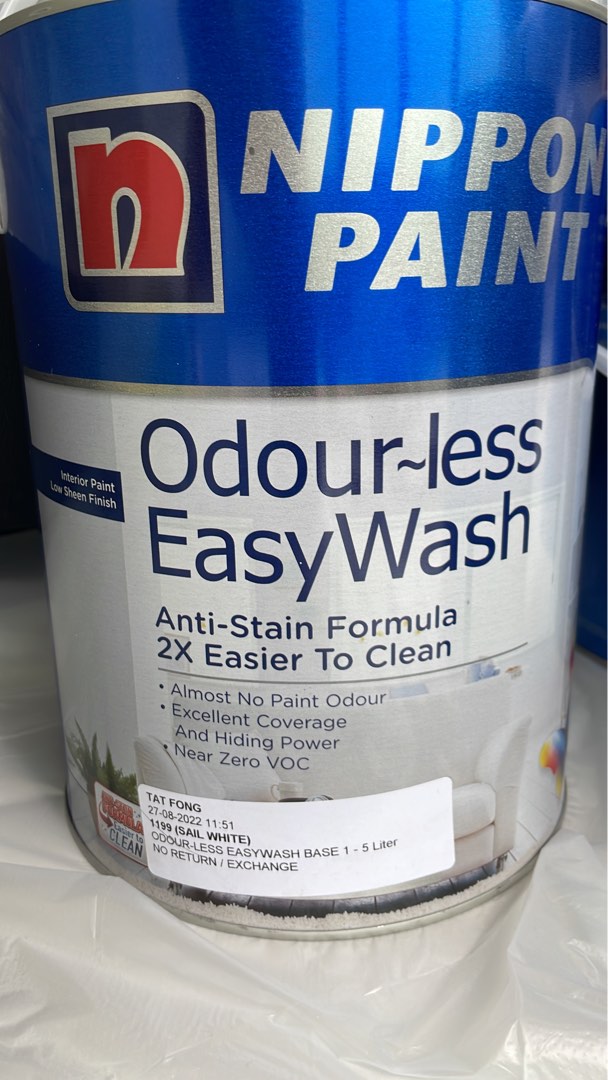 n
NIPPON
PAINT
Odour~less
EasyWash
Interior Paint
Low Sheen Finish
Anti-Stain Formula
2X Easier To Clean
• Almost No Paint Odour
• Excellent Coverage
And Hiding Power
• Near Zero VOC
TAT FONG
27-08-2022 11:51
1199 (SAIL WHITE)
ODOUR-LESS EASYWASH BASE 1 - 5 Liter
NO RETURN / EXCHANGE
Easier to
CLEAN